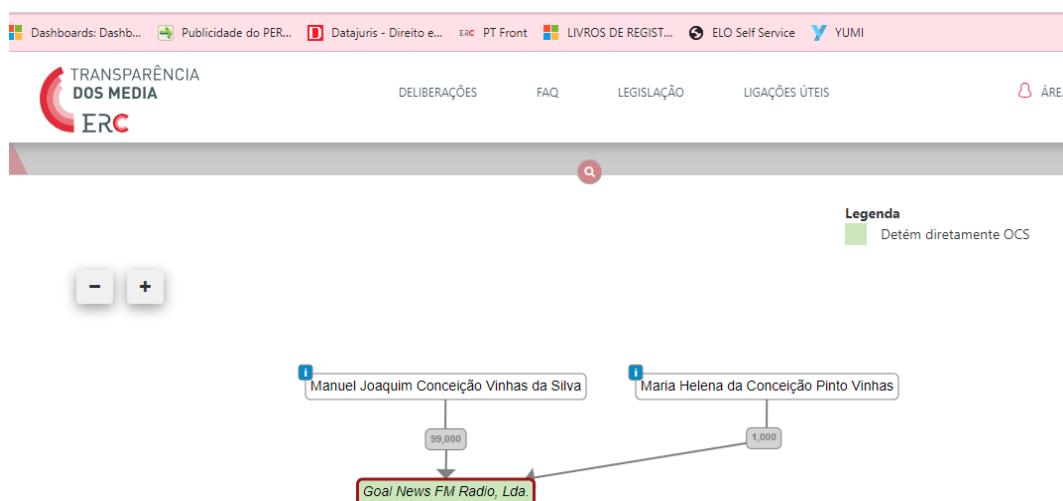 Dashboards: Dashb... Publicidade do PER... D Datajuris - Direito e... ERC PT Front LIVROS DE REGIST... ELO Self Service YUMI
TRANSPARÊNCIA
DOS MEDIA
ERC
DELIBERAÇÕES FAQ LEGISLAÇÃO LIGAÇÕES ÚTEIS ÁRE
Legenda
Detém diretamente OCS
- +
i i
Manuel Joaquim Conceição Vinhas da Silva Maria Helena da Conceição Pinto Vinhas
99,000 1,000
Goal News FM Radio, Lda.